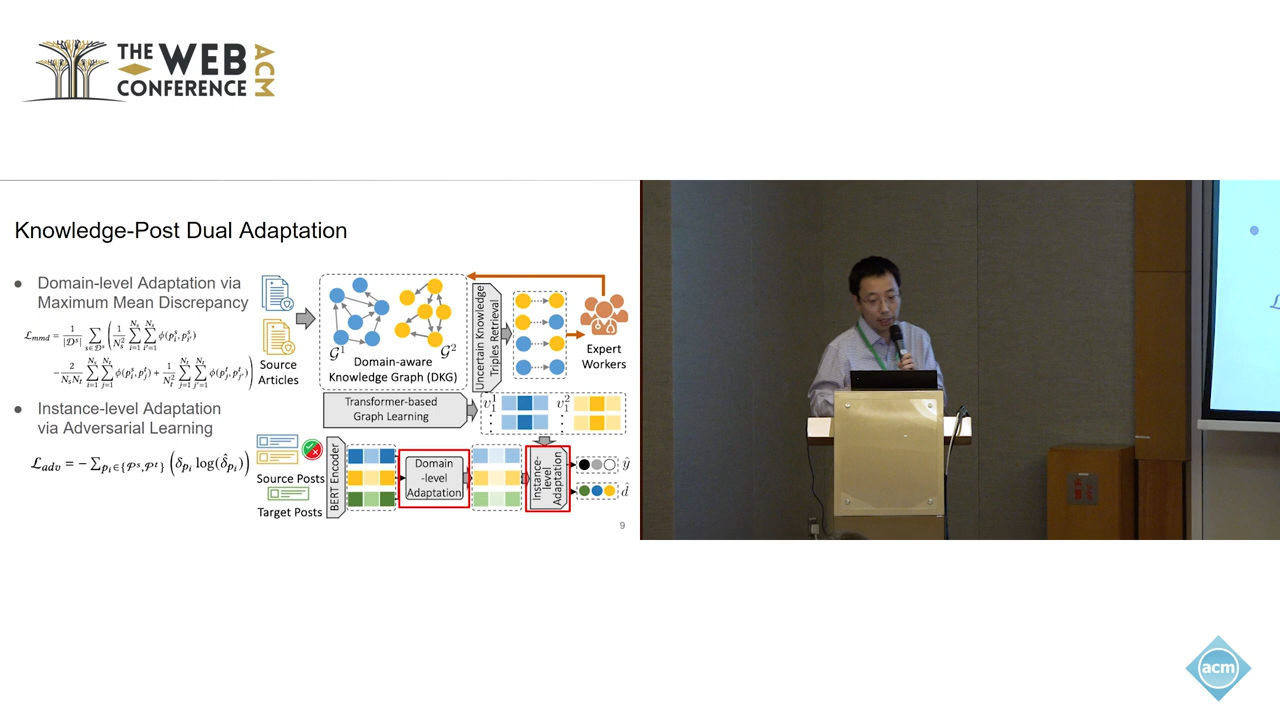 THE WEB
CONFERENCE
ACM
Knowledge-Post Dual Adaptation
● Domain-level Adaptation via
Maximum Mean Discrepancy
● Instance-level Adaptation
via Adversarial Learning
Source
Articles
𝒢¹
𝒢²
Domain-aware
Knowledge Graph (DKG)
Uncertain Knowledge
Triples Retrieval
Expert
Workers
Transformer-based
Graph Learning
Source Posts
Target Posts
BERT Encoder
Domain
-level
Adaptation
Instance-
level
Adaptation
ŷ
d̂
9
acm